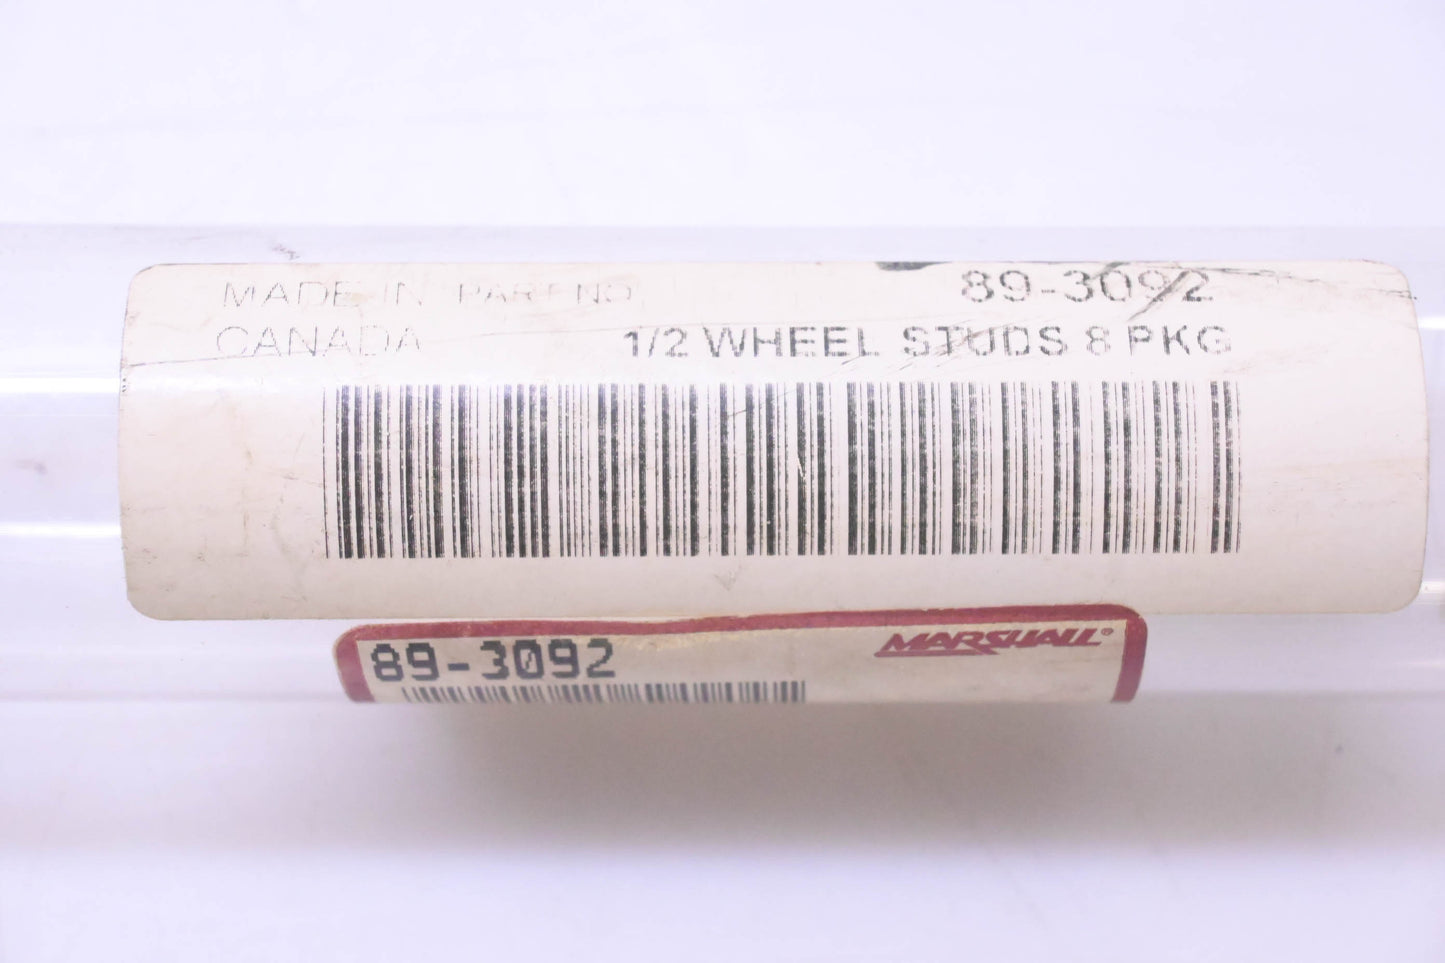 MADE IN PART NO. 89-3092
CANADA 1/2 WHEEL STUDS 8 PKG
89-3092 MARSHALL®